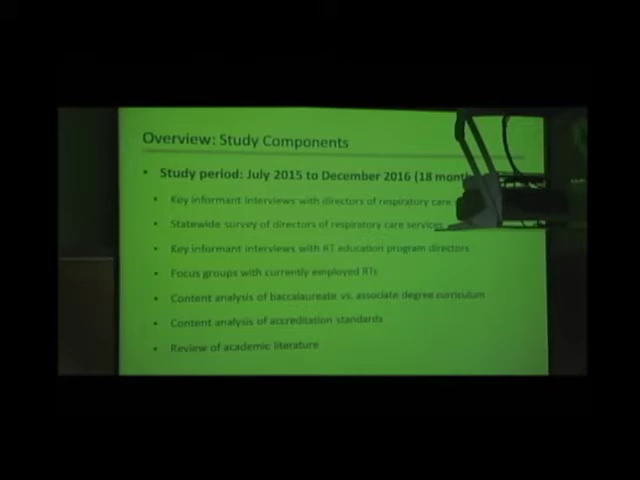 Overview: Study Components
• Study period: July 2015 to December 2016 (18 month
• Key informant interviews with directors of respiratory care
• Statewide survey of directors of respiratory care services
• Key informant interviews with RT education program directors
• Focus groups with currently employed RTs
• Content analysis of baccalaureate vs. associate degree curriculum
• Content analysis of accreditation standards
• Review of academic literature